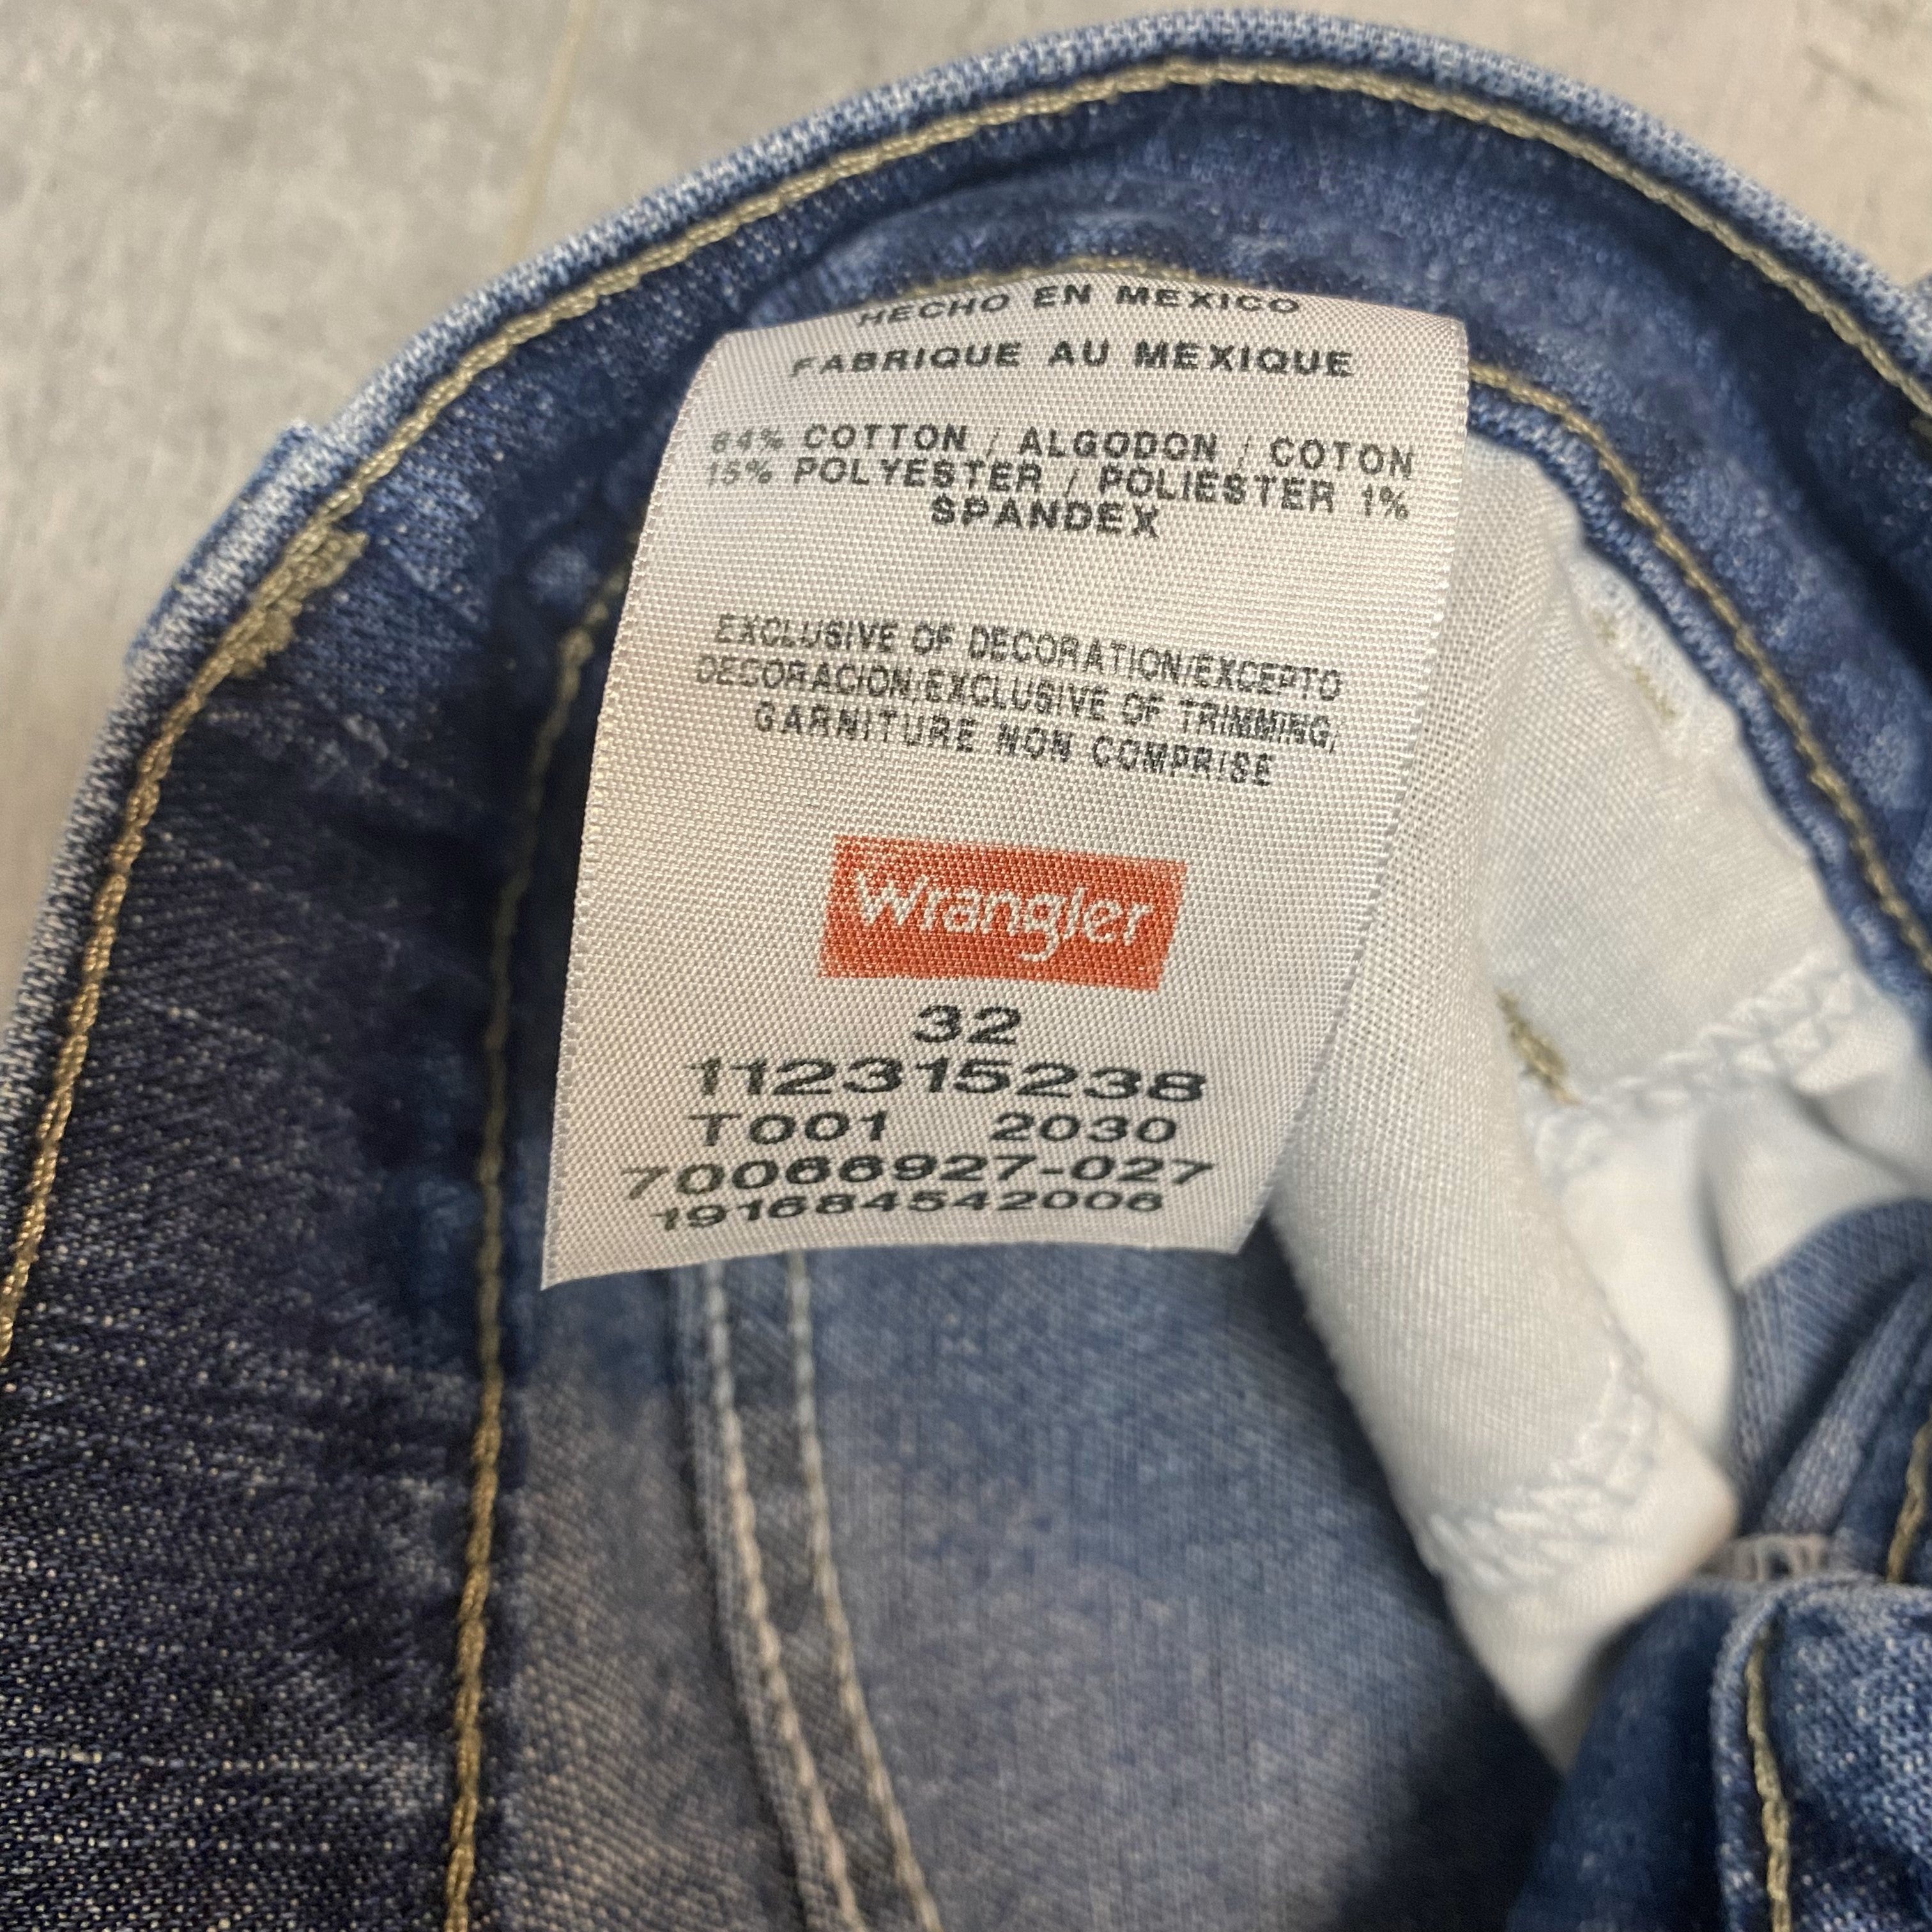 HECHO EN MEXICO
FABRIQUE AU MEXIQUE
84% COTTON / ALGODON / COTON
15% POLYESTER / POLIESTER 1%
SPANDEX
EXCLUSIVE OF DECORATION/EXCEPTO
DECORACION/EXCLUSIVE OF TRIMMING,
GARNITURE NON COMPRISE
Wrangler
32
112315238
T001 2030
70066927-027
191684542006